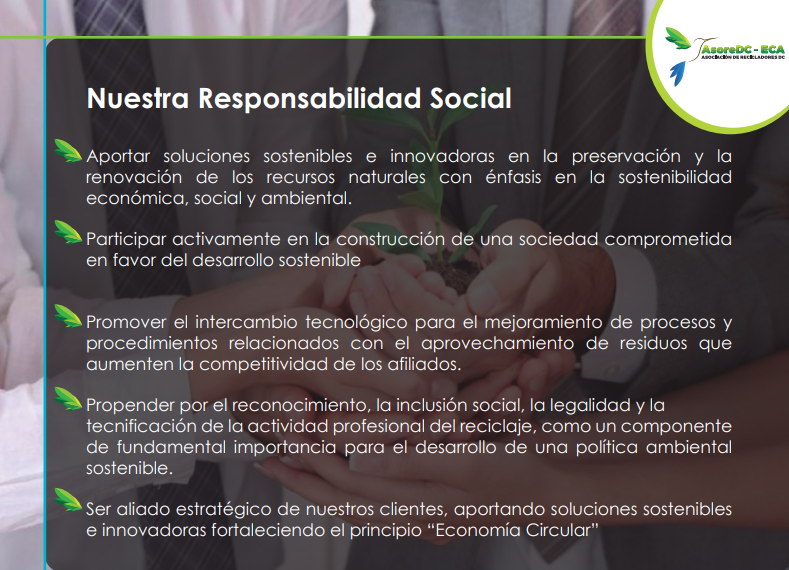 AsoreDC - ECA
ASOCIACIÓN DE RECICLADORES DC
Nuestra Responsabilidad Social
Aportar soluciones sostenibles e innovadoras en la preservación y la
renovación de los recursos naturales con énfasis en la sostenibilidad
económica, social y ambiental.
Participar activamente en la construcción de una sociedad comprometida
en favor del desarrollo sostenible
Promover el intercambio tecnológico para el mejoramiento de procesos y
procedimientos relacionados con el aprovechamiento de residuos que
aumenten la competitividad de los afiliados.
Propender por el reconocimiento, la inclusión social, la legalidad y la
tecnificación de la actividad profesional del reciclaje, como un componente
de fundamental importancia para el desarrollo de una política ambiental
sostenible.
Ser aliado estratégico de nuestros clientes, aportando soluciones sostenibles
e innovadoras fortaleciendo el principio “Economía Circular”